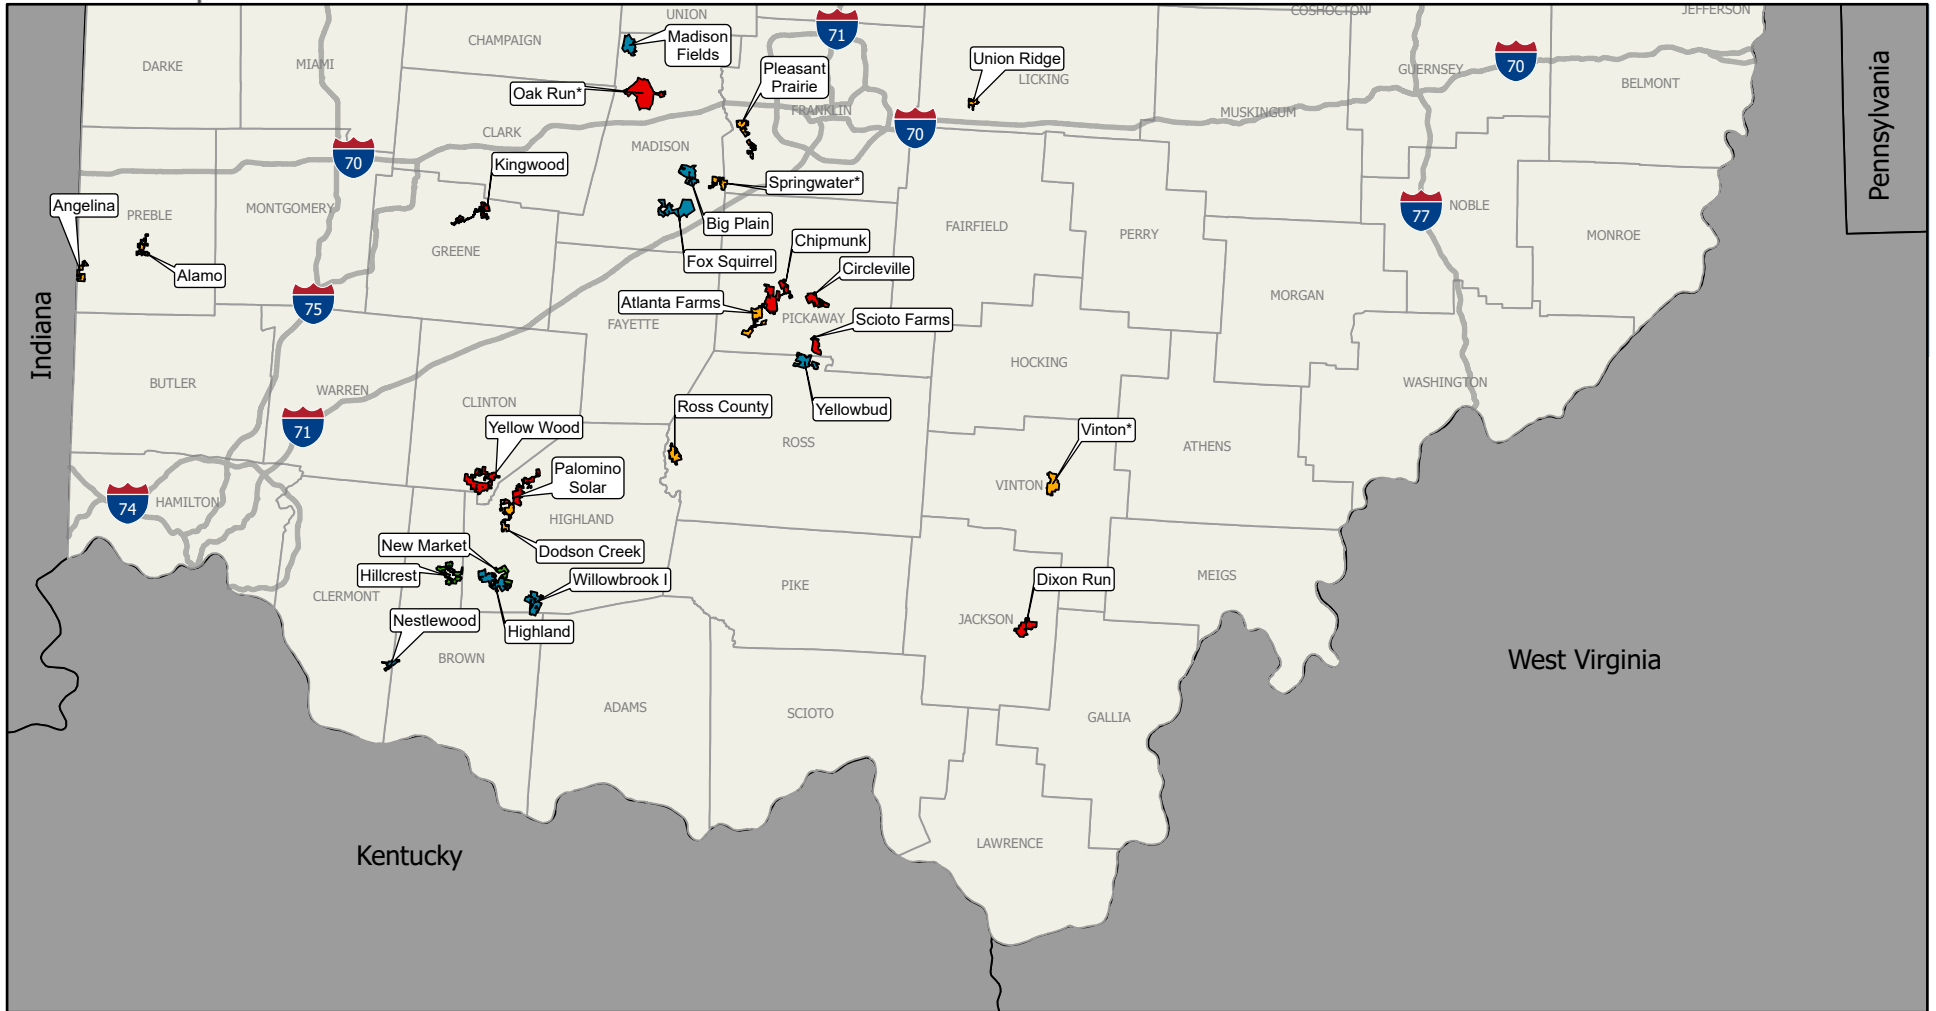 UNION
COSHOCTON
JEFFERSON
71
CHAMPAIGN
Madison
Fields
DARKE
MIAMI
Union Ridge
LICKING
GUERNSEY
70
BELMONT
Pennsylvania
Pleasant
Prairie
Oak Run*
FRANKLIN
MUSKINGUM
CLARK
70
MADISON
70
Kingwood
Springwater*
Angelina
PREBLE
MONTGOMERY
77
NOBLE
Big Plain
FAIRFIELD
PERRY
MONROE
GREENE
Chipmunk
Fox Squirrel
Circleville
Alamo
Indiana
75
Atlanta Farms
MORGAN
FAYETTE
PICKAWAY
Scioto Farms
HOCKING
BUTLER
WARREN
WASHINGTON
CLINTON
Ross County
Yellowbud
71
Yellow Wood
ROSS
Vinton*
ATHENS
Palomino
Solar
VINTON
74
HAMILTON
HIGHLAND
New Market
Dodson Creek
Hillcrest
Willowbrook I
PIKE
Dixon Run
MEIGS
CLERMONT
Nestlewood
JACKSON
Highland
BROWN
West Virginia
ADAMS
SCIOTO
GALLIA
LAWRENCE
Kentucky